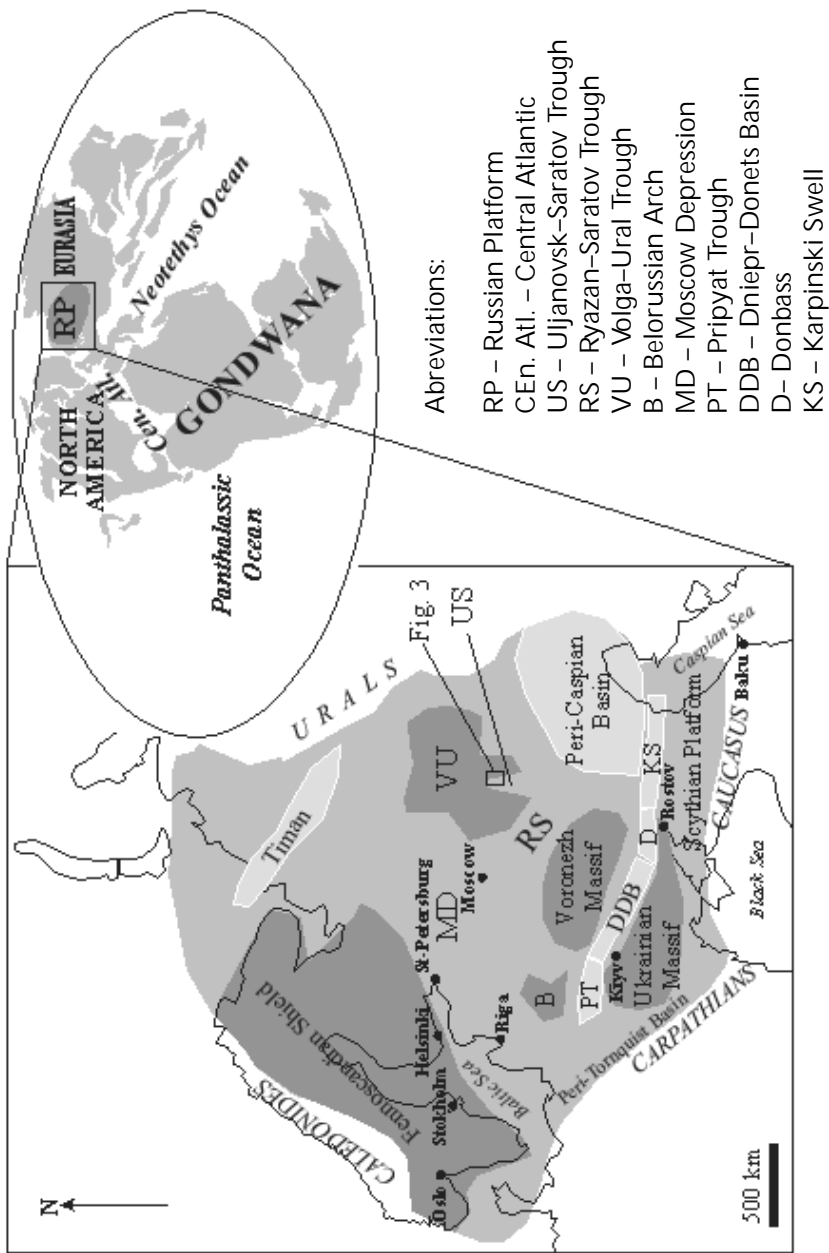 N
500 km
CALEDONIDES
Fennoscandian Shield
Oslo
Stokholm
Helsinki
St-Petersburg
Baltic Sea
Riga
MD
Moscow
Timan
URALS
VU
RS
Fig. 3
US
B
PT
Kiyv
DDB
D
KS
Voronezh
Massif
Ukrainian
Massif
Peri-Tornquist Basin
CARPATHIANS
Peri-Caspian
Basin
Rostov
Scythian Platform
CAUCASUS
Baku
Caspian Sea
Black Sea
NORTH
AMERICA
RP
EURASIA
Cen. Atl.
Neotethys Ocean
GONDWANA
Panthalassic
Ocean
Abreviations:
RP – Russian Platform
CEn. Atl. – Central Atlantic
US – Uljanovsk–Saratov Trough
RS – Ryazan–Saratov Trough
VU – Volga–Ural Trough
B – Belorussian Arch
MD – Moscow Depression
PT – Pripyat Trough
DDB – Dniepr–Donets Basin
D– Donbass
KS – Karpinski Swell